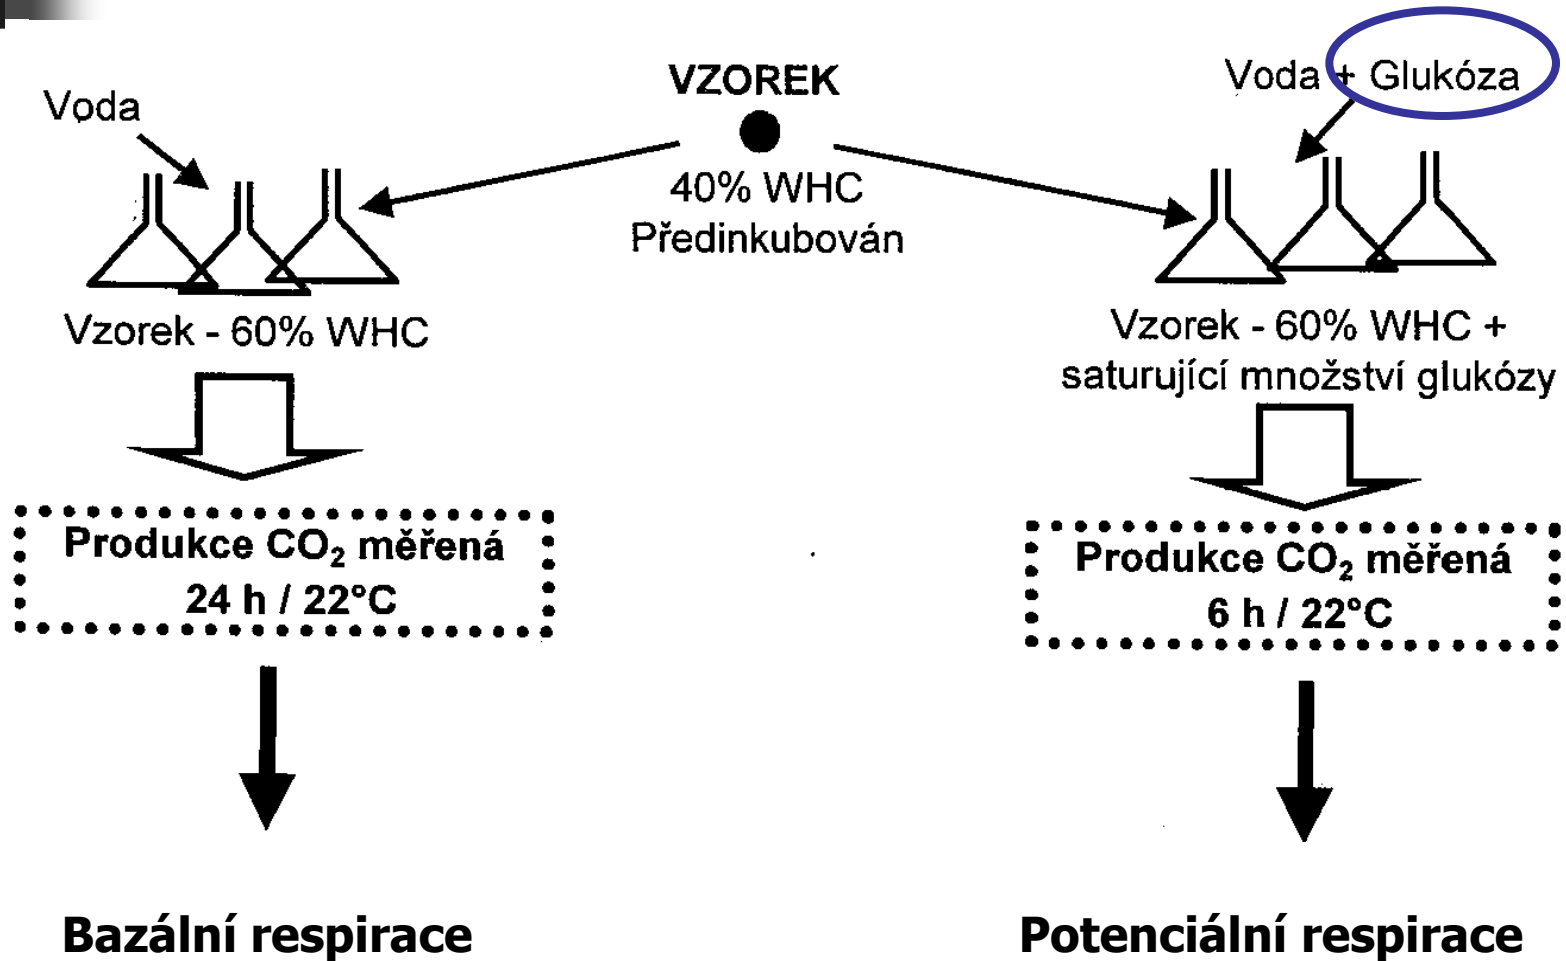 VZOREK
40% WHC
Předinkubován
Voda
Vzorek - 60% WHC
Produkce CO₂ měřená
24 h / 22°C
Bazální respirace
Voda + Glukóza
Vzorek - 60% WHC +
saturující množství glukózy
Produkce CO₂ měřená
6 h / 22°C
Potenciální respirace